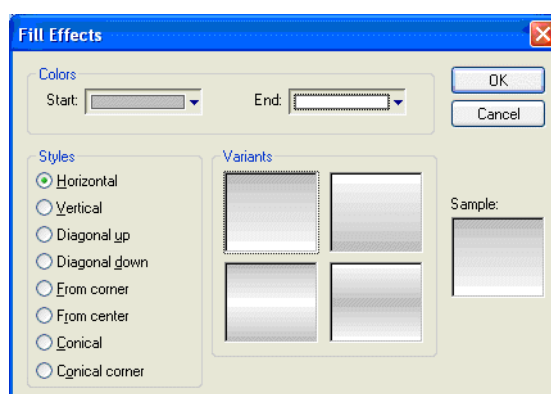 Fill Effects
Colors
Start:
End:
OK
Cancel
Styles
Horizontal
Vertical
Diagonal up
Diagonal down
From corner
From center
Conical
Conical corner
Variants
Sample: